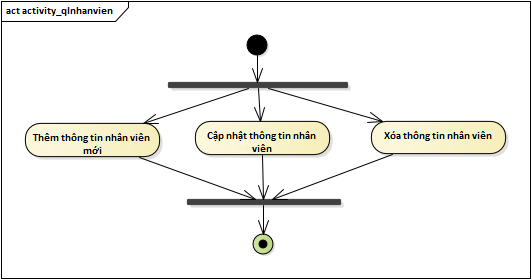 act activity_qlnhanvien
Thêm thông tin nhân viên
mới
Cập nhật thông tin nhân
viên
Xóa thông tin nhân viên